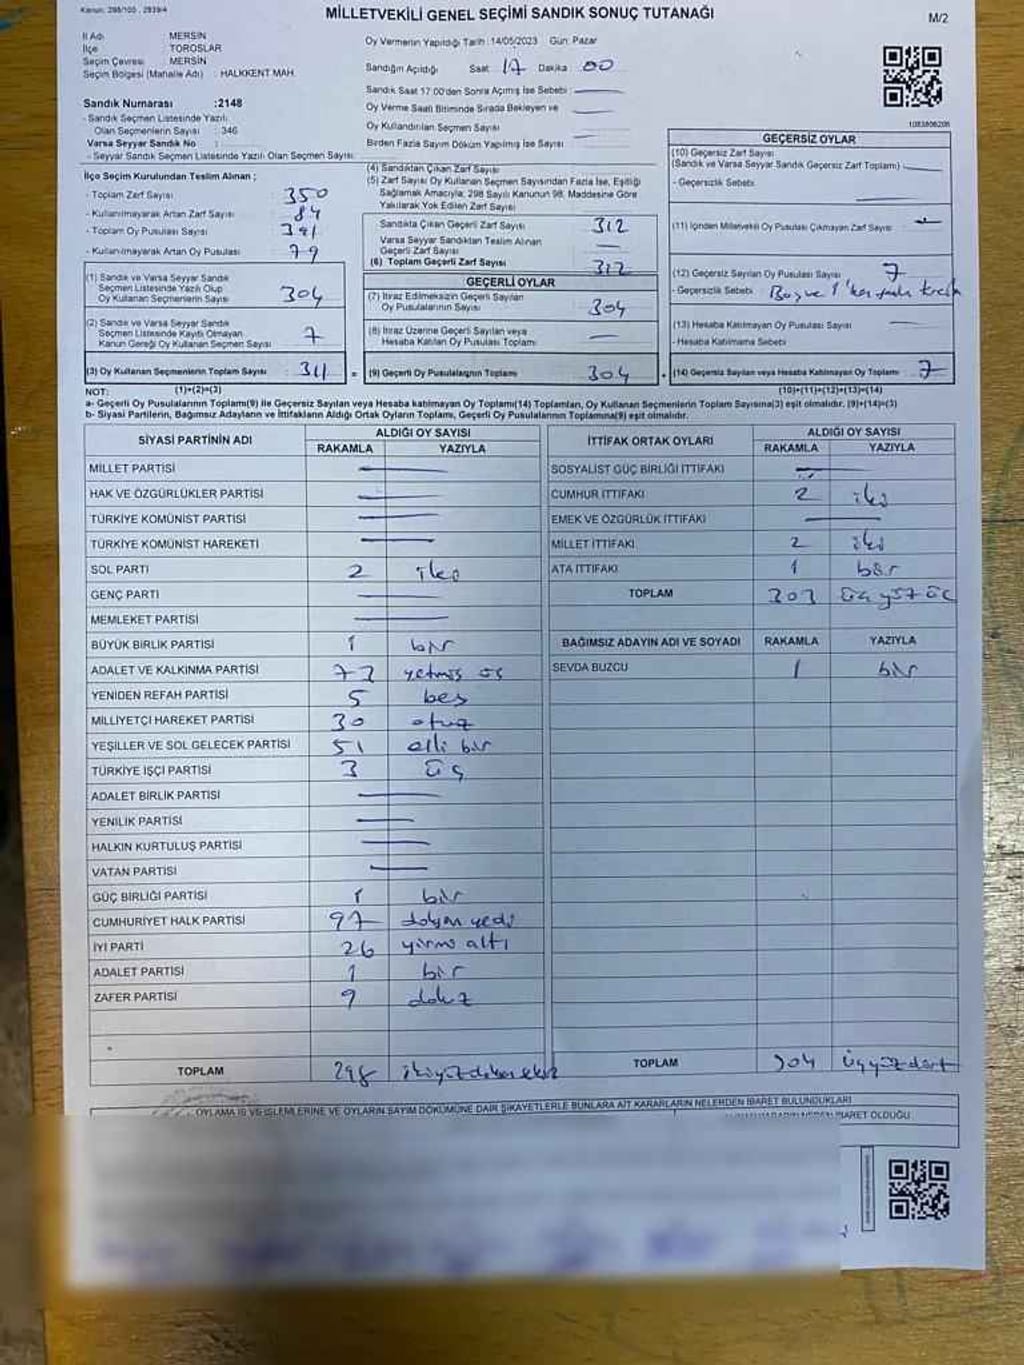 Kanun: 298/105 , 2839/4
MİLLETVEKİLİ GENEL SEÇİMİ SANDIK SONUÇ TUTANAĞI
M/2
İl Adı MERSİN
İlçe TOROSLAR
Seçim Çevresi MERSİN
Seçim Bölgesi (Mahalle Adı) : HALKKENT MAH.
Sandık Numarası :2148
- Sandık Seçmen Listesinde Yazılı
Olan Seçmenlerin Sayısı : 346
Varsa Seyyar Sandık No :
- Seyyar Sandık Seçmen Listesinde Yazılı Olan Seçmen Sayısı:
Oy Vermenin Yapıldığı Tarih :14/05/2023 Gün: Pazar
Sandığın Açıldığı Saat 17 Dakika 00
Sandık Saat 17:00'den Sonra Açılmış İse Sebebi : —
Oy Verme Saati Bitiminde Sırada Bekleyen ve —
Oy Kullandırılan Seçmen Sayısı —
Birden Fazla Sayım Döküm Yapılmış İse Sayısı —
1083806206
İlçe Seçim Kurulundan Teslim Alınan ;
- Toplam Zarf Sayısı 350
- Kullanılmayarak Artan Zarf Sayısı : 84
- Toplam Oy Pusulası Sayısı : 391
- Kullanılmayarak Artan Oy Pusulası : 79
(1) Sandık ve Varsa Seyyar Sandık
Seçmen Listesinde Yazılı Olup
Oy Kullanan Seçmenlerin Sayısı 304
(2) Sandık ve Varsa Seyyar Sandık
Seçmen Listesinde Kayıtlı Olmayan
Kanun Gereği Oy Kullanan Seçmen Sayısı 7
(3) Oy Kullanan Seçmenlerin Toplam Sayısı 311 =
(1)+(2)=(3)
(4) Sandıktan Çıkan Zarf Sayısı
(5) Zarf Sayısı Oy Kullanan Seçmen Sayısından Fazla İse, Eşitliği
Sağlamak Amacıyla; 298 Sayılı Kanunun 98. Maddesine Göre
Yakılarak Yok Edilen Zarf Sayısı
Sandıkta Çıkan Geçerli Zarf Sayısı 312
Varsa Seyyar Sandıktan Teslim Alınan
Geçerli Zarf Sayısı —
(6) Toplam Geçerli Zarf Sayısı 312
GEÇERLİ OYLAR
(7) İtiraz Edilmeksizin Geçerli Sayılan
Oy Pusulalarının Sayısı 304
(8) İtiraz Üzerine Geçerli Sayılan veya
Hesaba Katılan Oy Pusulası Toplamı —
(9) Geçerli Oy Pusulalarının Toplamı 304 +
GEÇERSİZ OYLAR
(10) Geçersiz Zarf Sayısı
(Sandık ve Varsa Seyyar Sandık Geçersiz Zarf Toplamı) —
- Geçersizlik Sebebi —
(11) İçinden Milletvekili Oy Pusulası Çıkmayan Zarf Sayısı —
(12) Geçersiz Sayılan Oy Pusulası Sayısı 7
- Geçersizlik Sebebi Boş ve
(13) Hesaba Katılmayan Oy Pusulası Sayısı —
- Hesaba Katılmama Sebebi
(14) Geçersiz Sayılan veya Hesaba Katılmayan Oy Toplamı 7
(10)+(11)+(12)+(13)=(14)
NOT:
a- Geçerli Oy Pusulalarının Toplamı(9) ile Geçersiz Sayılan veya Hesaba katılmayan Oy Toplamı(14) Toplamları, Oy Kullanan Seçmenlerin Toplam Sayısına(3) eşit olmalıdır. (9)+(14)=(3)
b- Siyasi Partilerin, Bağımsız Adayların ve İttifakların Aldığı Ortak Oyların Toplamı, Geçerli Oy Pusulalarının Toplamına(9) eşit olmalıdır.
SİYASİ PARTİNİN ADI ALDIĞI OY SAYISI
RAKAMLA YAZIYLA
MİLLET PARTİSİ —
HAK VE ÖZGÜRLÜKLER PARTİSİ —
TÜRKİYE KOMÜNİST PARTİSİ —
TÜRKİYE KOMÜNİST HAREKETİ —
SOL PARTİ 2 iki
GENÇ PARTİ —
MEMLEKET PARTİSİ —
BÜYÜK BİRLİK PARTİSİ 1 bir
ADALET VE KALKINMA PARTİSİ 73 yetmiş üç
YENİDEN REFAH PARTİSİ 5 beş
MİLLİYETÇİ HAREKET PARTİSİ 30 otuz
YEŞİLLER VE SOL GELECEK PARTİSİ 51 elli bir
TÜRKİYE İŞÇİ PARTİSİ 3 üç
ADALET BİRLİK PARTİSİ —
YENİLİK PARTİSİ —
HALKIN KURTULUŞ PARTİSİ —
VATAN PARTİSİ —
GÜÇ BİRLİĞİ PARTİSİ 1 bir
CUMHURİYET HALK PARTİSİ 97 doksan yedi
İYİ PARTİ 26 yirmi altı
ADALET PARTİSİ 1 bir
ZAFER PARTİSİ 9 dokuz
TOPLAM 298
İTTİFAK ORTAK OYLARI ALDIĞI OY SAYISI
RAKAMLA YAZIYLA
SOSYALİST GÜÇ BİRLİĞİ İTTİFAKI —
CUMHUR İTTİFAKI 2 iki
EMEK VE ÖZGÜRLÜK İTTİFAKI —
MİLLET İTTİFAKI 2 iki
ATA İTTİFAKI 1 bir
TOPLAM 303 üç yüz üç
BAĞIMSIZ ADAYIN ADI VE SOYADI RAKAMLA YAZIYLA
SEVDA BUZCU 1 bir
TOPLAM 304 Üç yüz dört
OYLAMA İŞ VE İŞLEMLERİNE VE OYLARIN SAYIM DÖKÜMÜNE DAİR ŞİKAYETLERLE BUNLARA AİT KARARLARIN NELERDEN İBARET BULUNDUKLARI
İBARET OLDUĞU